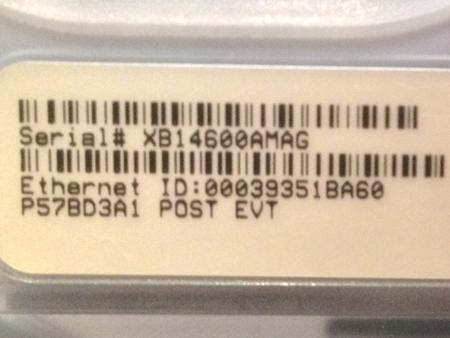 Serial# XB14600AMAG
Ethernet ID:00039351BA60
P57BD3A1 POST EVT